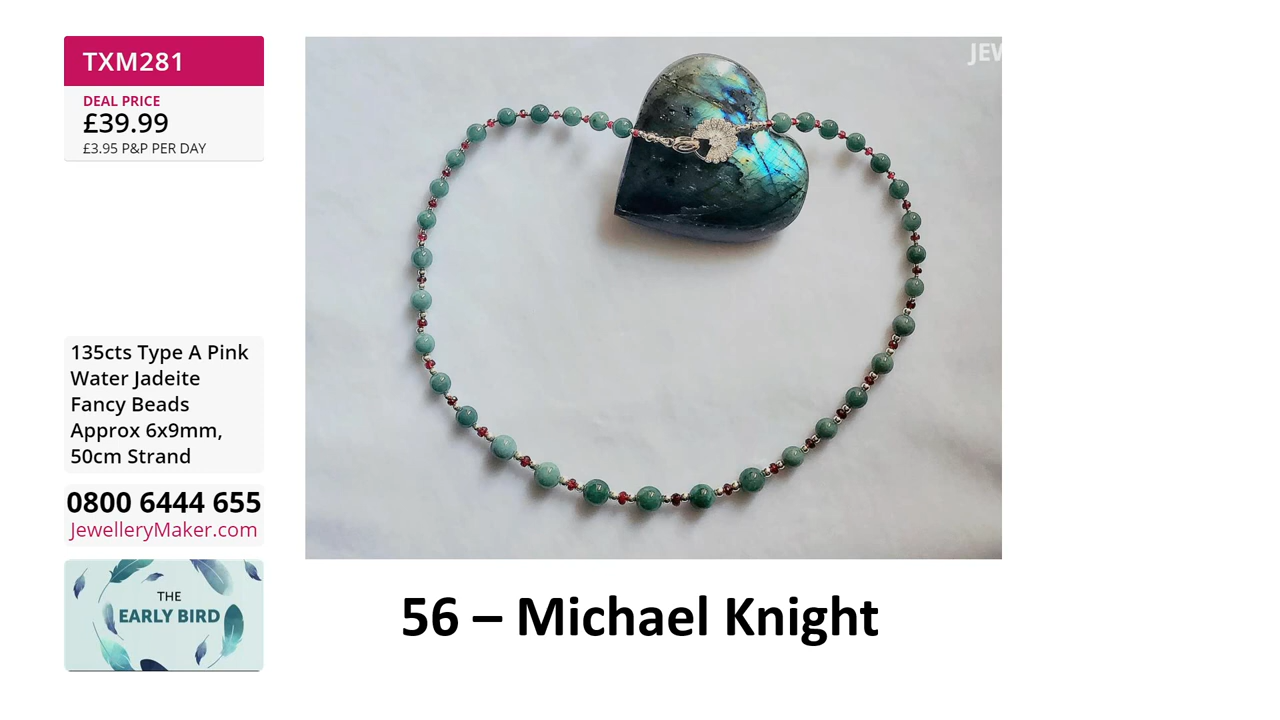 TXM281
DEAL PRICE
£39.99
£3.95 P&P PER DAY
135cts Type A Pink
Water Jadeite
Fancy Beads
Approx 6x9mm,
50cm Strand
0800 6444 655
JewelleryMaker.com
THE
EARLY BIRD
JEW
56 – Michael Knight